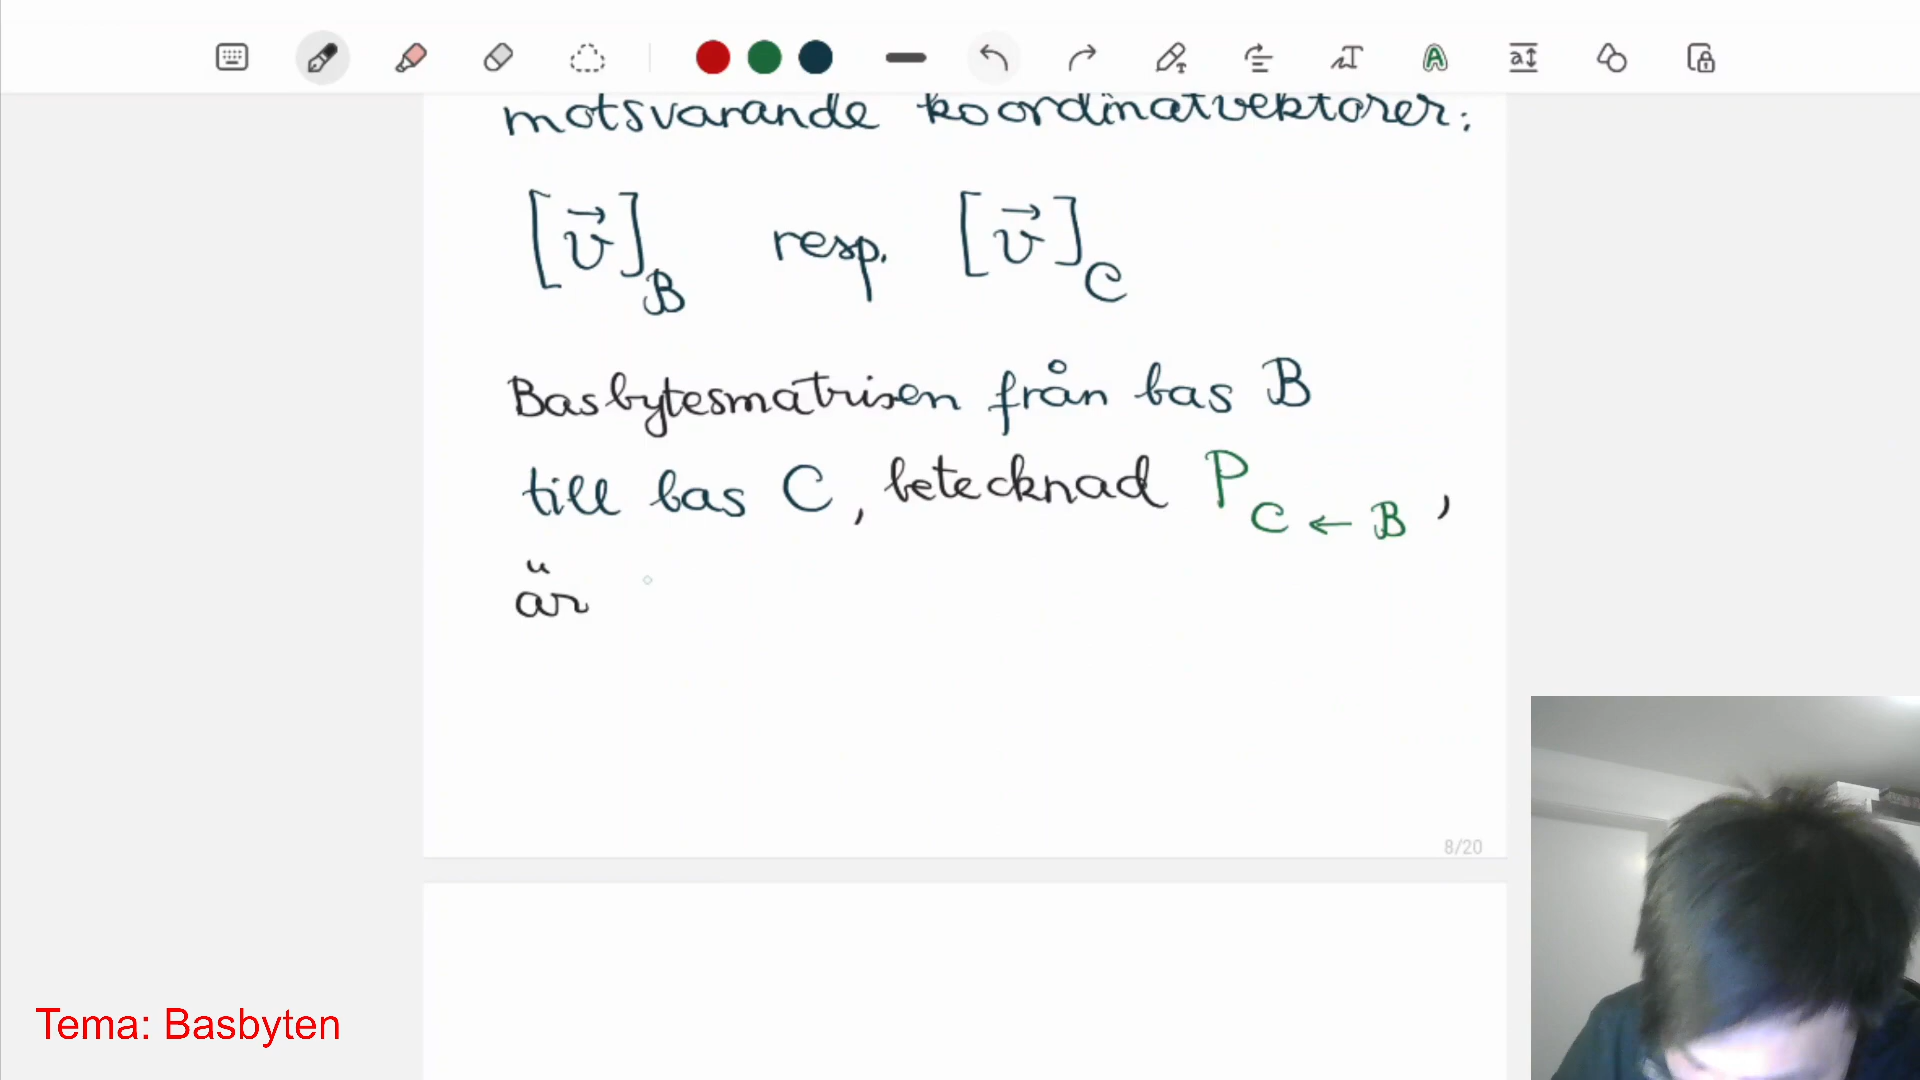 motsvarande koordinatvektorer:
[v⃗]_B resp. [v⃗]_C
Basbytesmatrisen från bas B
till bas C, betecknad P_C←B ,
är
8/20
Tema: Basbyten